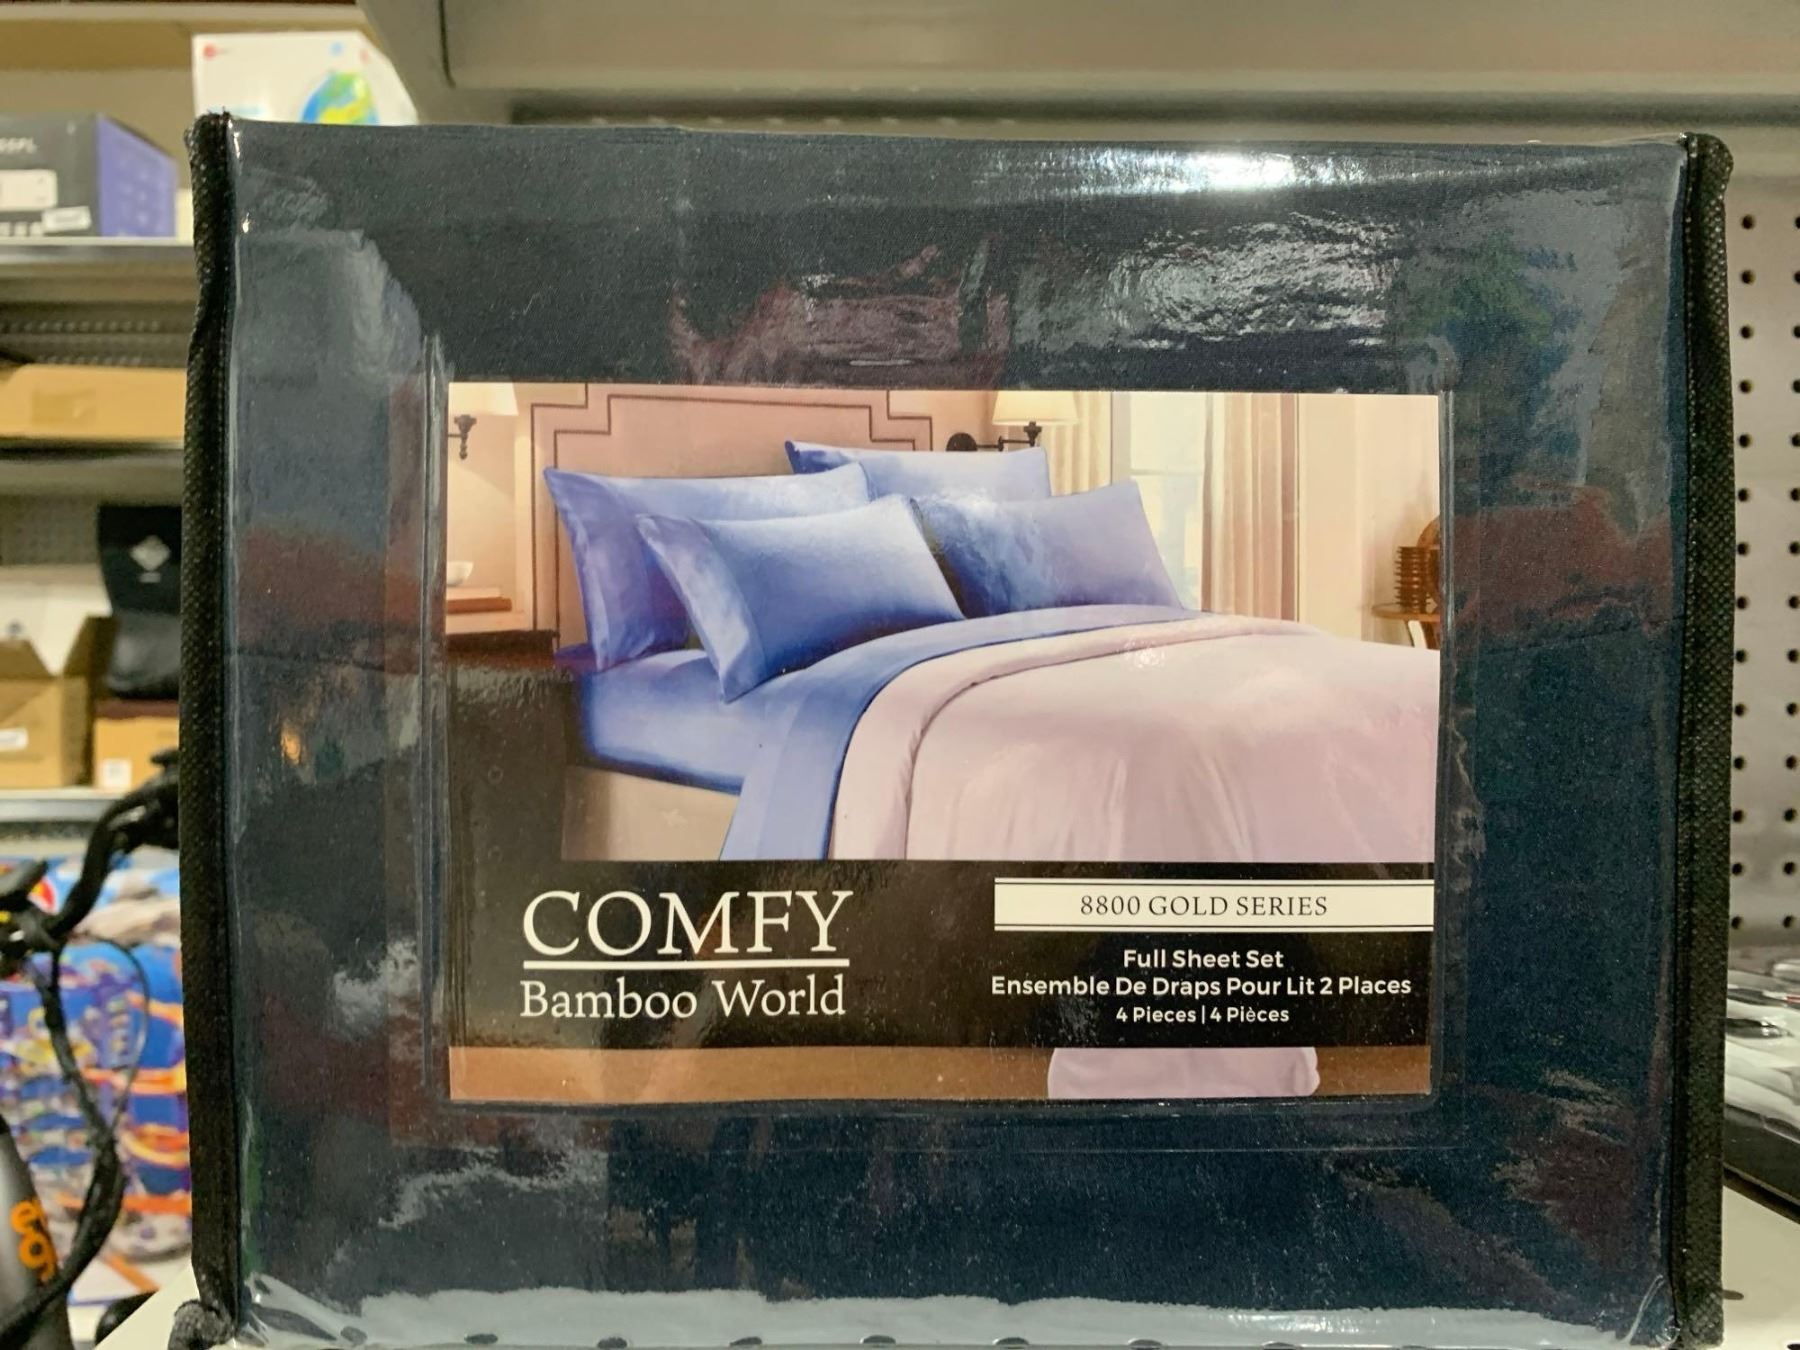 COMFY
Bamboo World
8800 GOLD SERIES
Full Sheet Set
Ensemble De Draps Pour Lit 2 Places
4 Pieces | 4 Pièces